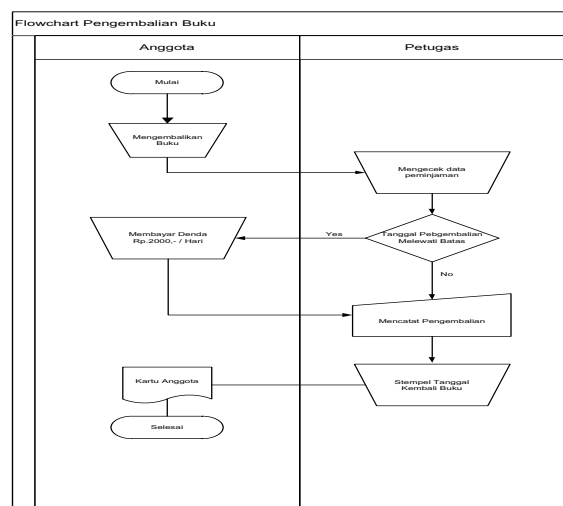 Flowchart Pengembalian Buku
Anggota
Petugas
Mulai
Mengembalikan
Buku
Mengecek data
peminjaman
Tanggal Pebgembalian
Melewati Batas
Yes
Membayar Denda
Rp.2000,- / Hari
No
Mencatat Pengembalian
Stempel Tanggal
Kembali Buku
Kartu Anggota
Selesai